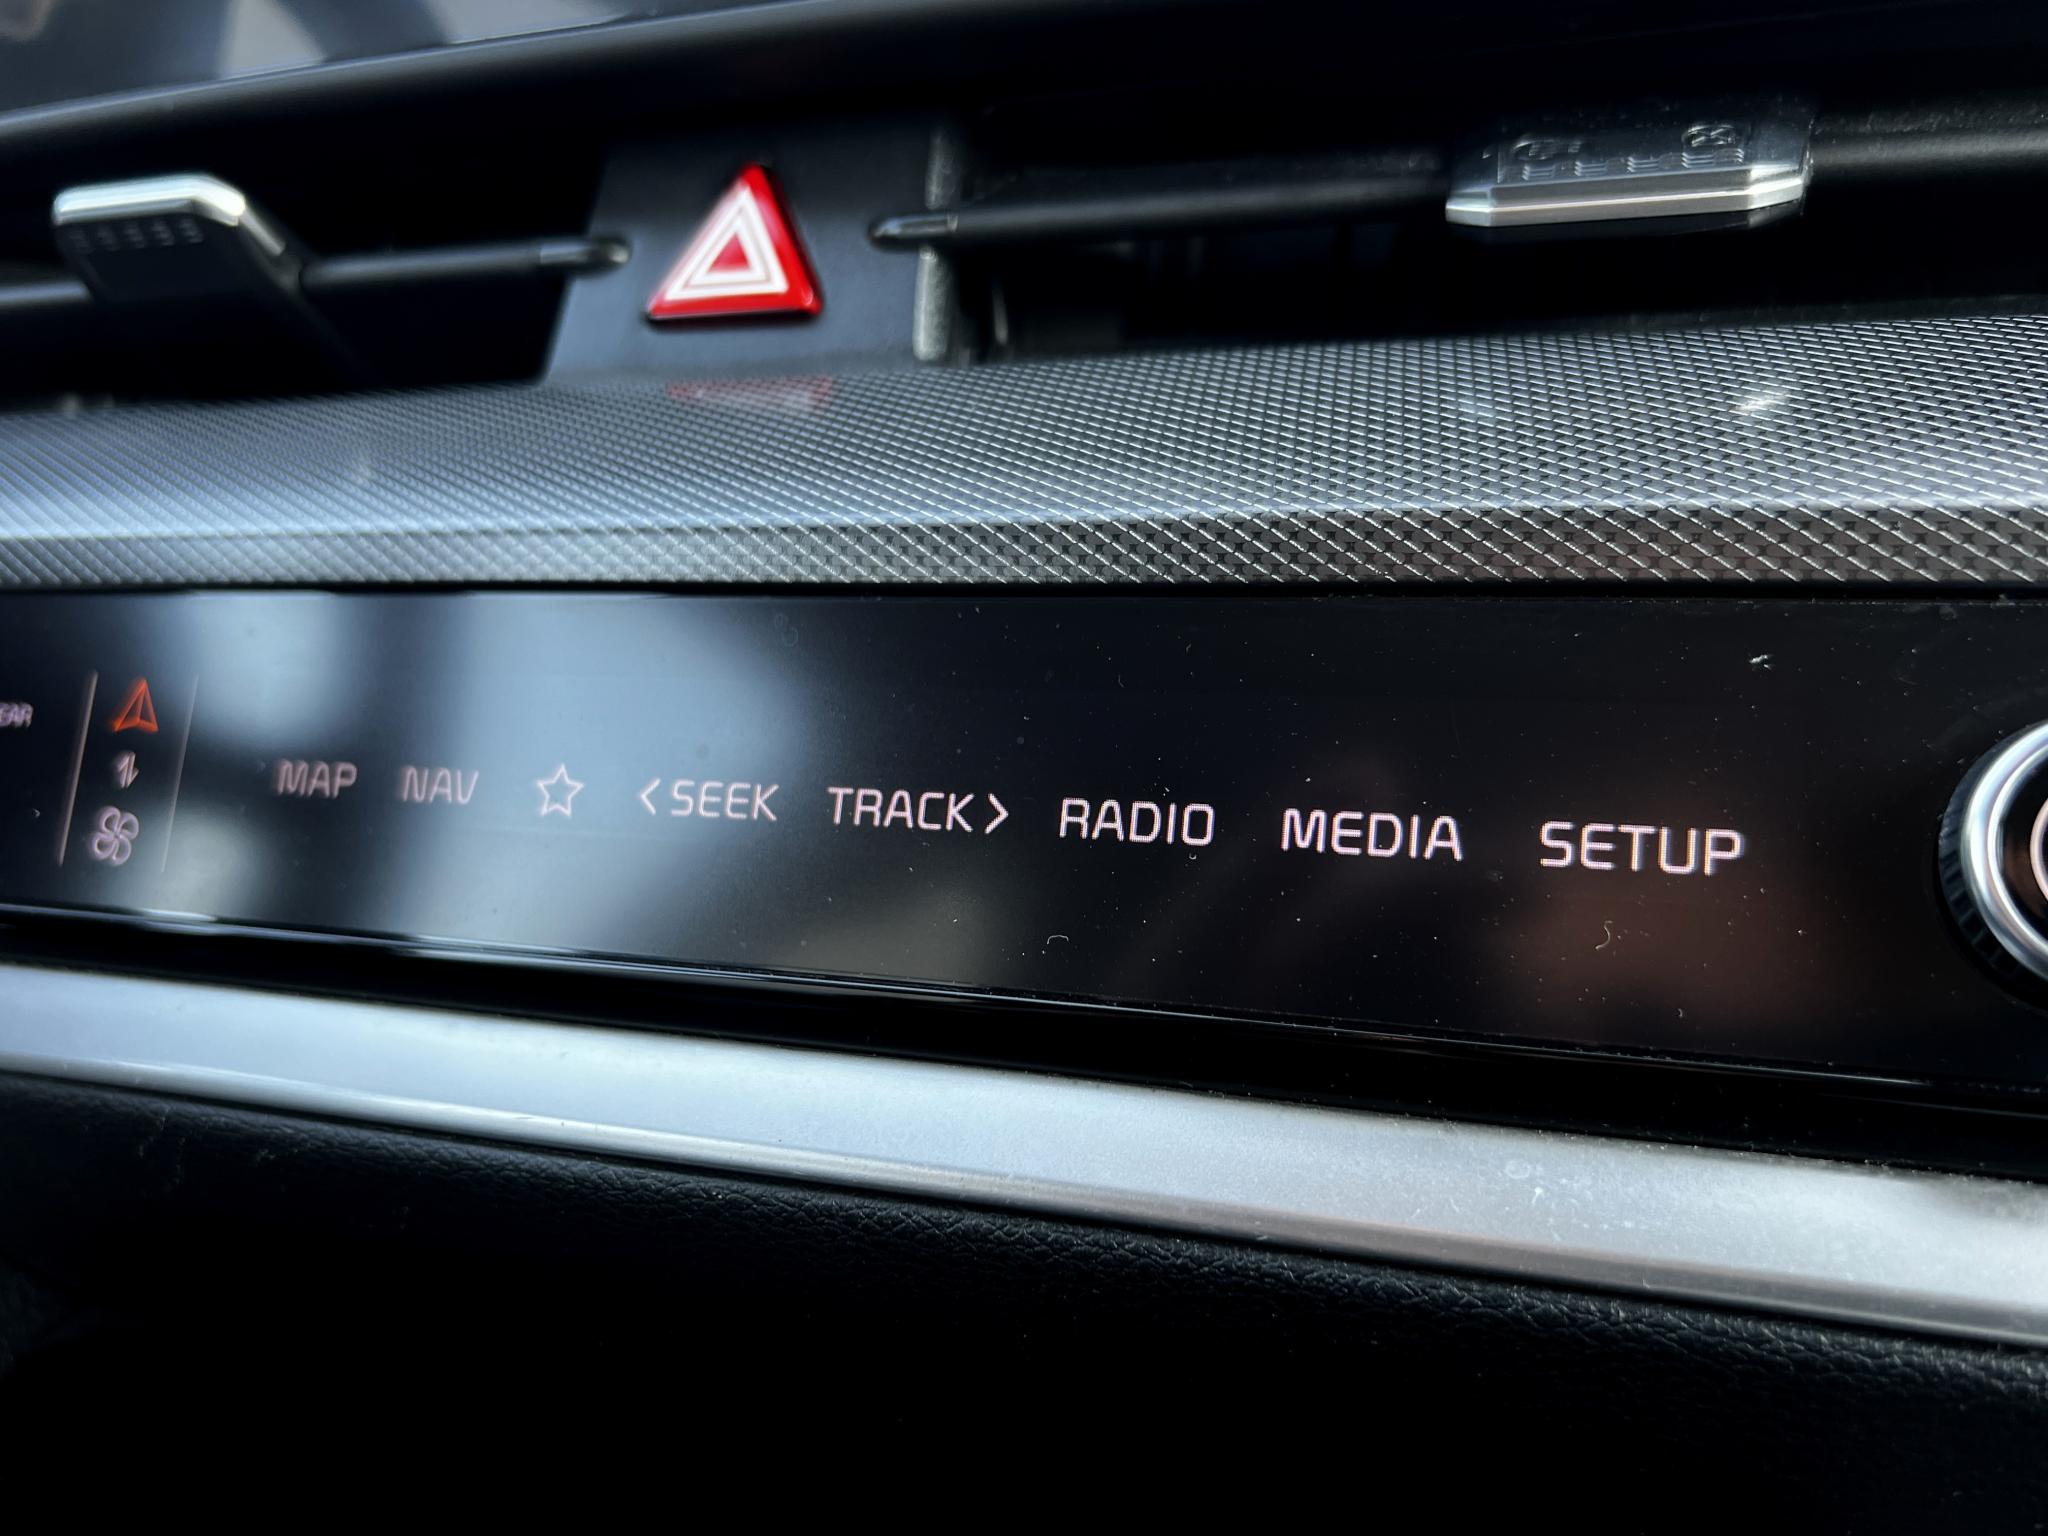 MAP NAV < SEEK TRACK > RADIO MEDIA SETUP